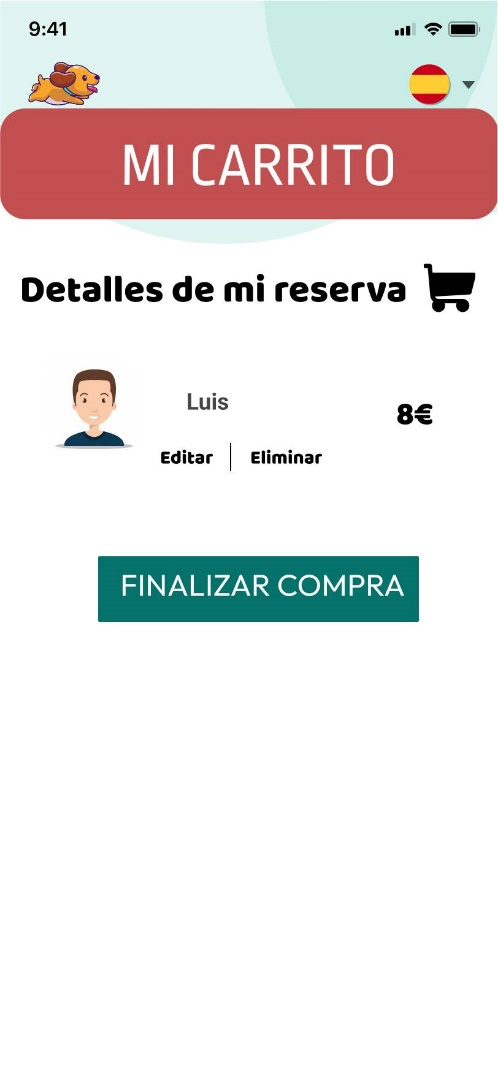 9:41
MI CARRITO
Detalles de mi reserva
Luis
8€
Editar | Eliminar
FINALIZAR COMPRA